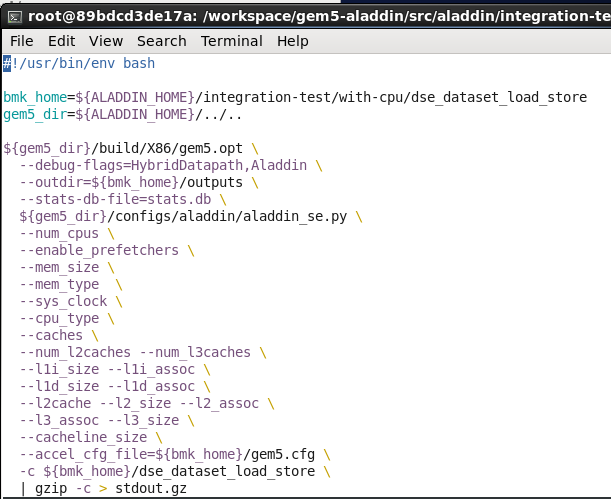 root@89bdcd3de17a: /workspace/gem5-aladdin/src/aladdin/integration-te
File Edit View Search Terminal Help
#!/usr/bin/env bash
bmk_home=${ALADDIN_HOME}/integration-test/with-cpu/dse_dataset_load_store
gem5_dir=${ALADDIN_HOME}/../..
${gem5_dir}/build/X86/gem5.opt \
--debug-flags=HybridDatapath,Aladdin \
--outdir=${bmk_home}/outputs \
--stats-db-file=stats.db \
${gem5_dir}/configs/aladdin/aladdin_se.py \
--num_cpus \
--enable_prefetchers \
--mem_size \
--mem_type  \
--sys_clock \
--cpu_type \
--caches \
--num_l2caches --num_l3caches \
--l1i_size --l1i_assoc \
--l1d_size --l1d_assoc \
--l2cache --l2_size --l2_assoc \
--l3_assoc --l3_size \
--cacheline_size \
--accel_cfg_file=${bmk_home}/gem5.cfg \
-c ${bmk_home}/dse_dataset_load_store \
| gzip -c > stdout.gz